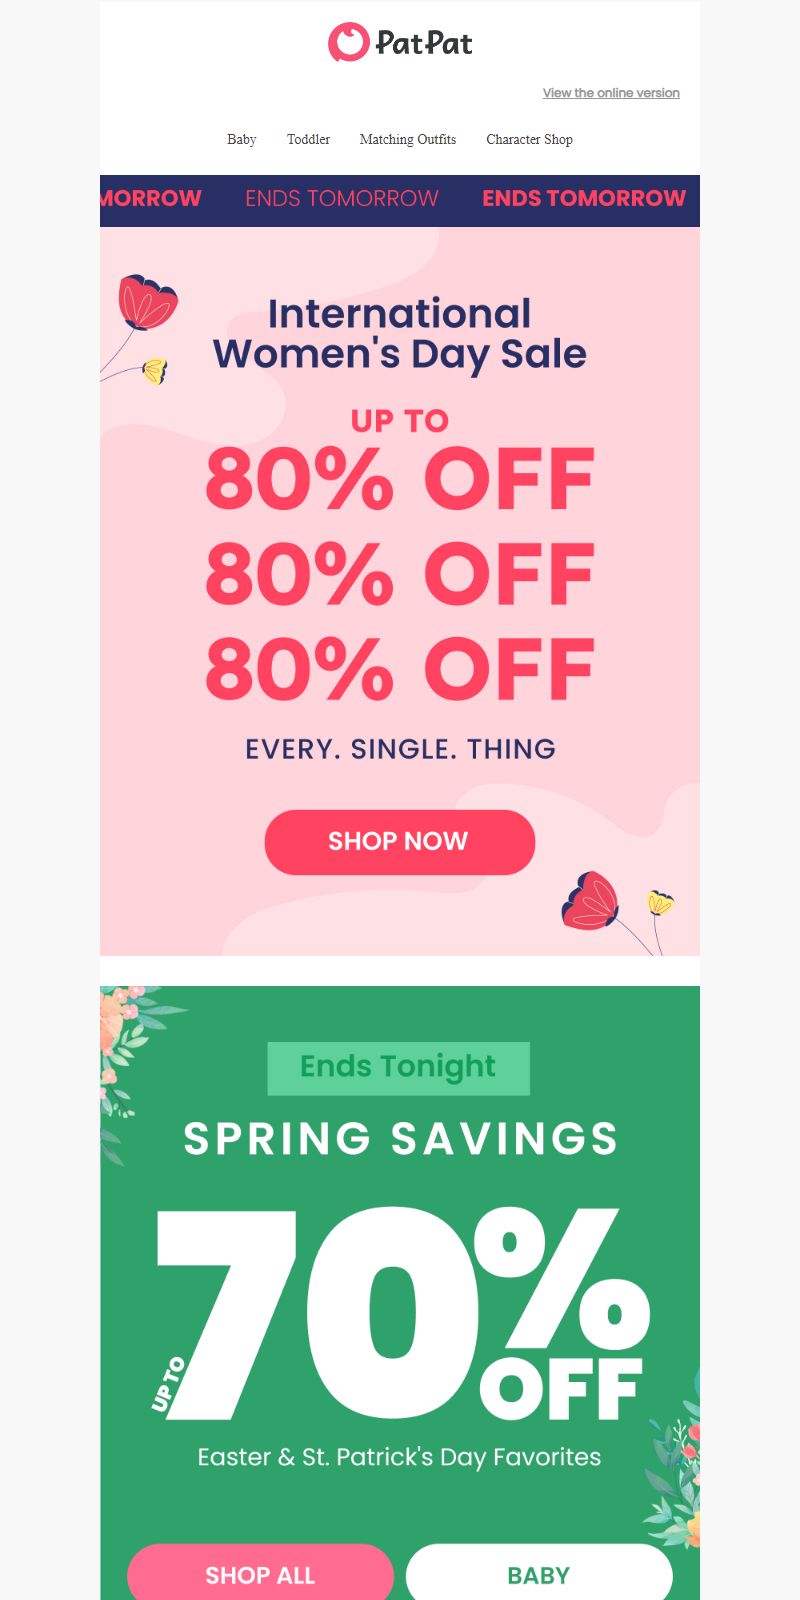 PatPat
View the online version
Baby Toddler Matching Outfits Character Shop
MORROW ENDS TOMORROW ENDS TOMORROW
International
Women's Day Sale
UP TO
80% OFF
80% OFF
80% OFF
EVERY. SINGLE. THING
SHOP NOW
Ends Tonight
SPRING SAVINGS
UP TO
70%
OFF
Easter & St. Patrick's Day Favorites
SHOP ALL BABY